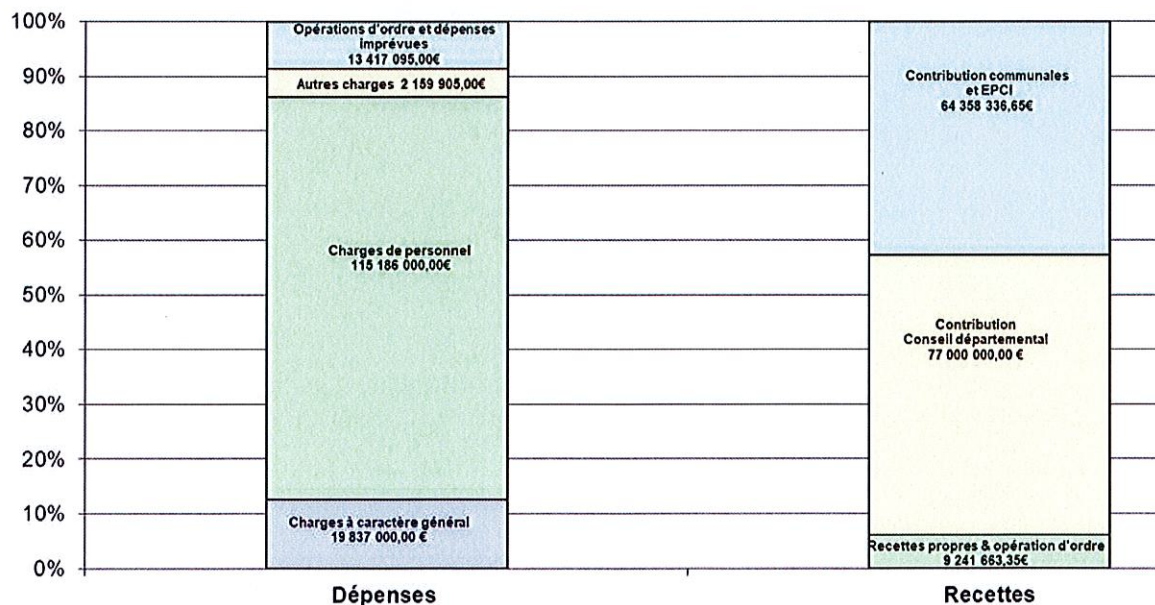 100%
90%
80%
70%
60%
50%
40%
30%
20%
10%
0%
Opérations d'ordre et dépenses
imprévues
13 417 095,00€
Autres charges 2 159 905,00€
Charges de personnel
115 186 000,00€
Charges à caractère général
19 837 000,00 €
Dépenses
Contribution communales
et EPCI
64 358 336,65€
Contribution
Conseil départemental
77 000 000,00 €
Recettes propres & opération d'ordre
9 241 663,35€
Recettes